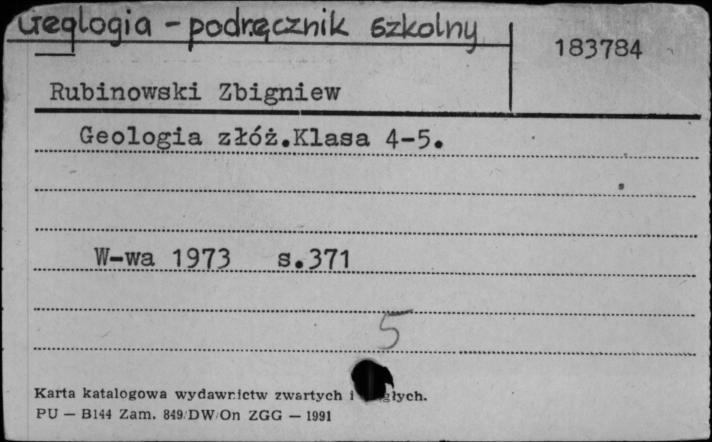 Geologia - podręcznik szkolny
183784
Rubinowski Zbigniew
Geologia złóż.Klasa 4-5.
W-wa 1973 s.371
5
Karta katalogowa wydawnictw zwartych i
PU — B144 Zam. 849/DW/On ZGG — 1991